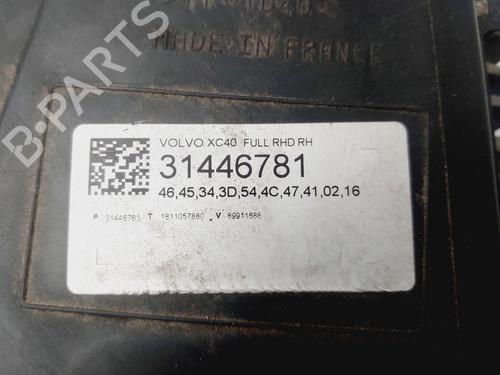 MADE IN FRANCE
VOLVO XC40 FULL RHD RH
31446781
46,45,34,3D,54,4C,47,41,02,16
P 31446781 T 1811057880 V 89911686
B-PARTS